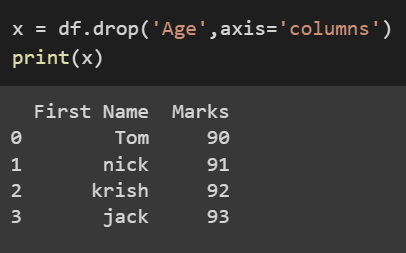 x = df.drop('Age',axis='columns')
print(x)
First Name Marks
0 Tom 90
1 nick 91
2 krish 92
3 jack 93